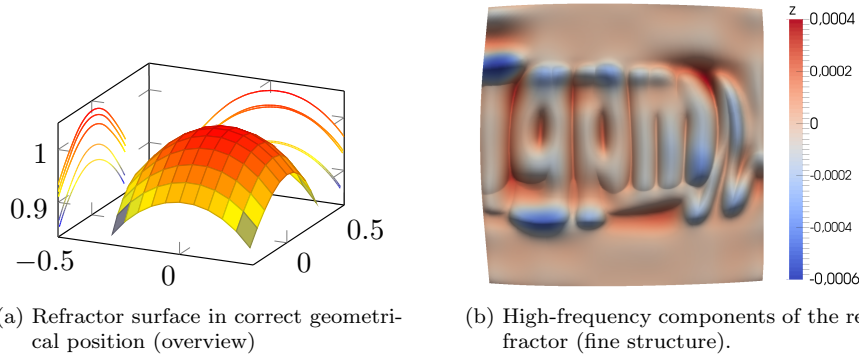 1
0.9
−0.5
0
0
0.5
z
0,0004
0,0002
0
-0,0002
-0,0004
-0,0006
a) Refractor surface in correct geometri-
cal position (overview)
(b) High-frequency components of the re
fractor (fine structure).